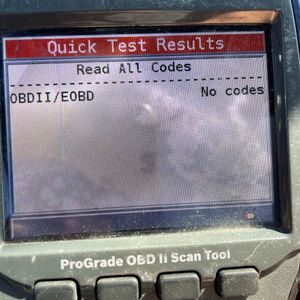 Quick Test Results
Read All Codes
OBDII/EOBD No codes
ProGrade OBD II Scan Tool